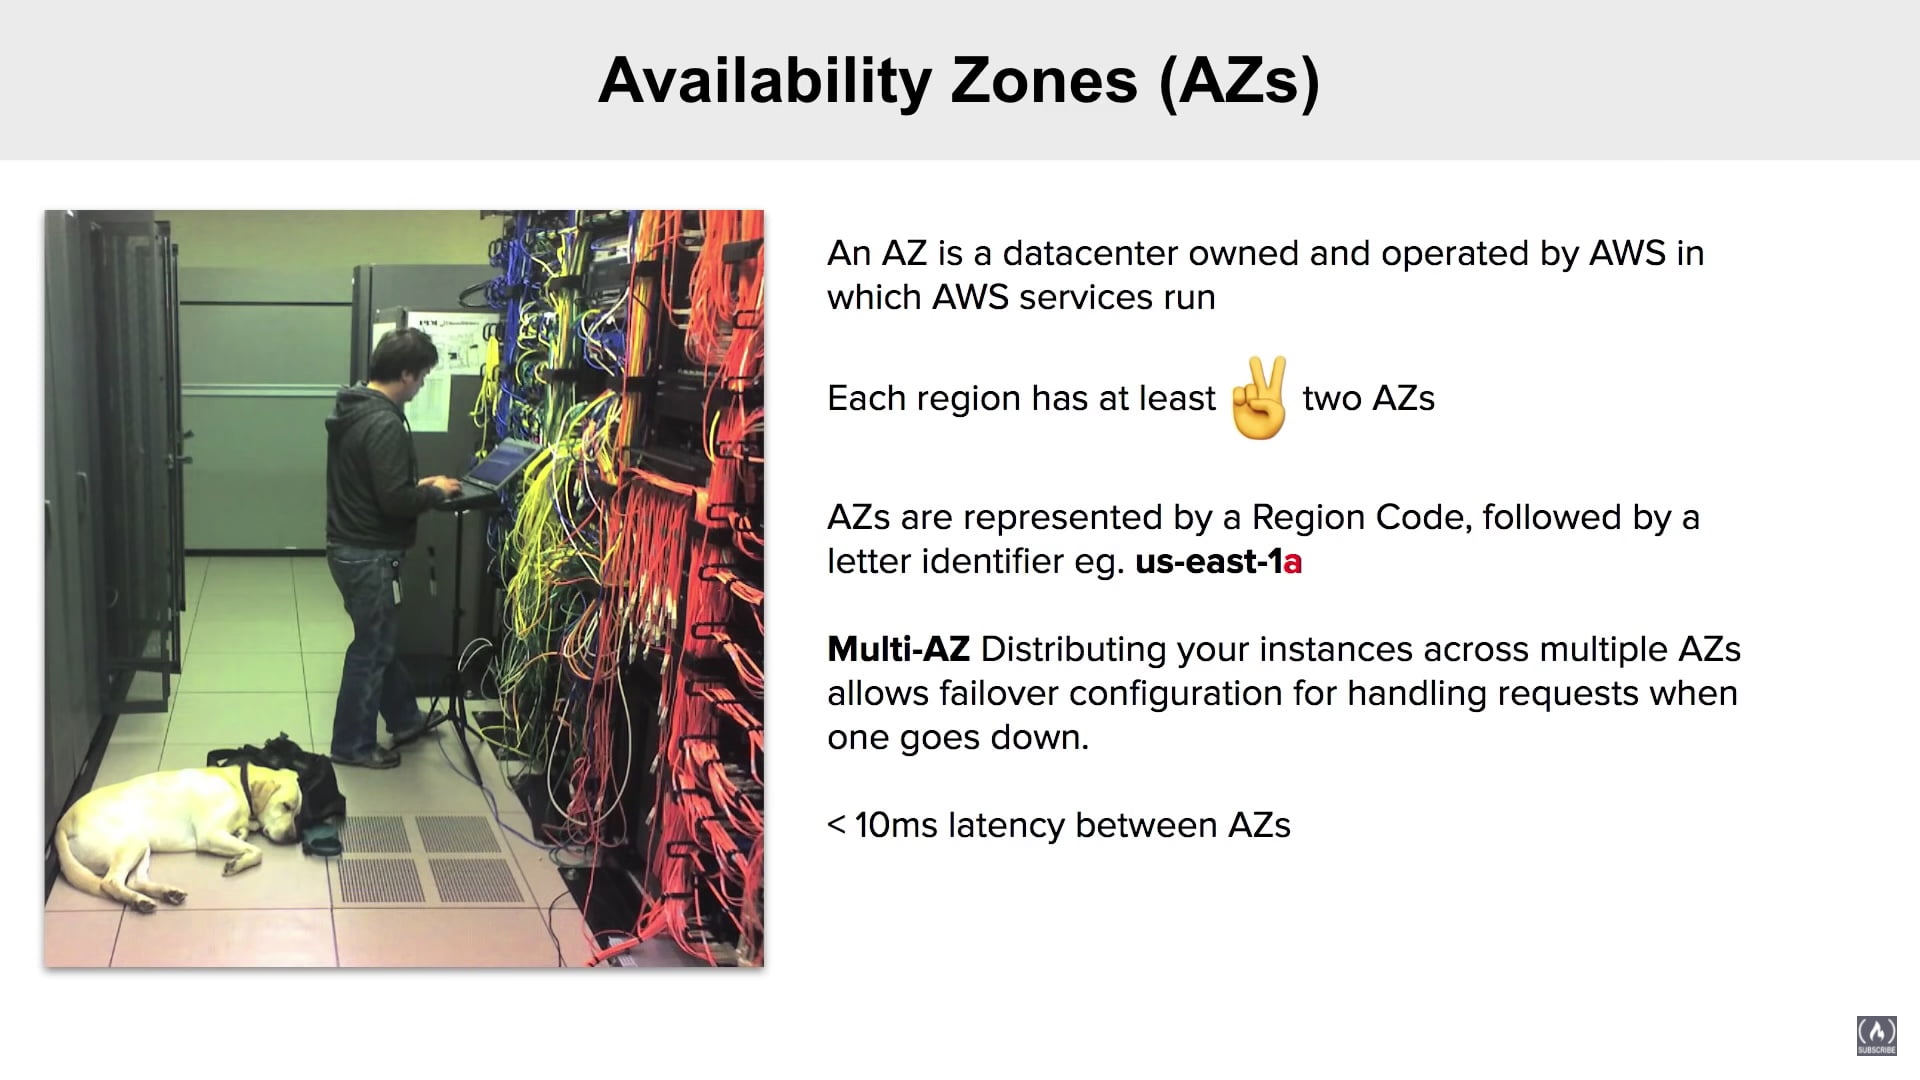 Availability Zones (AZs)
An AZ is a datacenter owned and operated by AWS in
which AWS services run
Each region has at least ✌ two AZs
AZs are represented by a Region Code, followed by a
letter identifier eg. us-east-1a
Multi-AZ Distributing your instances across multiple AZs
allows failover configuration for handling requests when
one goes down.
< 10ms latency between AZs
SUBSCRIBE